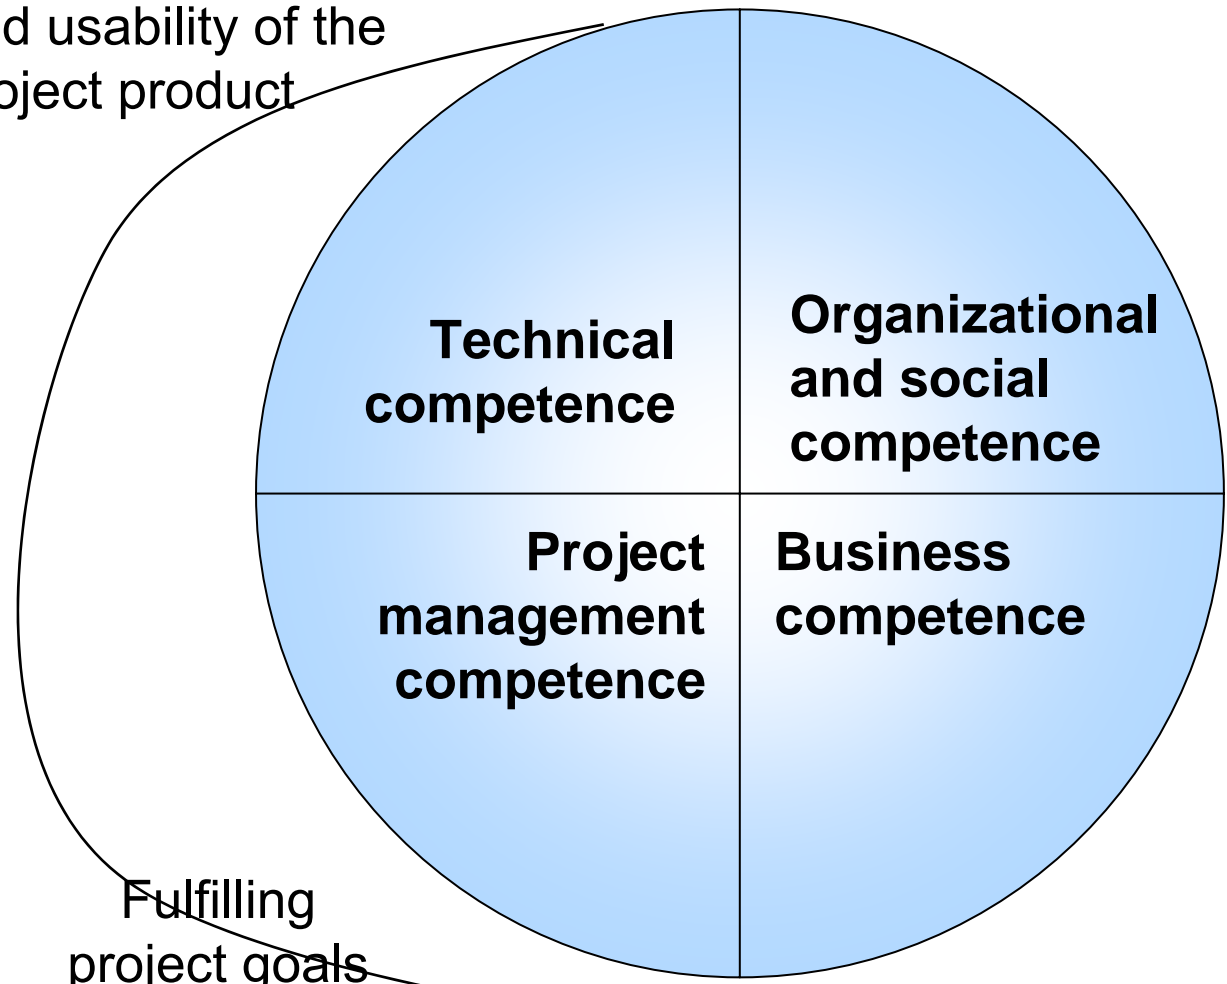 d usability of the
oject product
Technical
competence
Organizational
and social
competence
Project
management
competence
Business
competence
Fulfilling
project goals